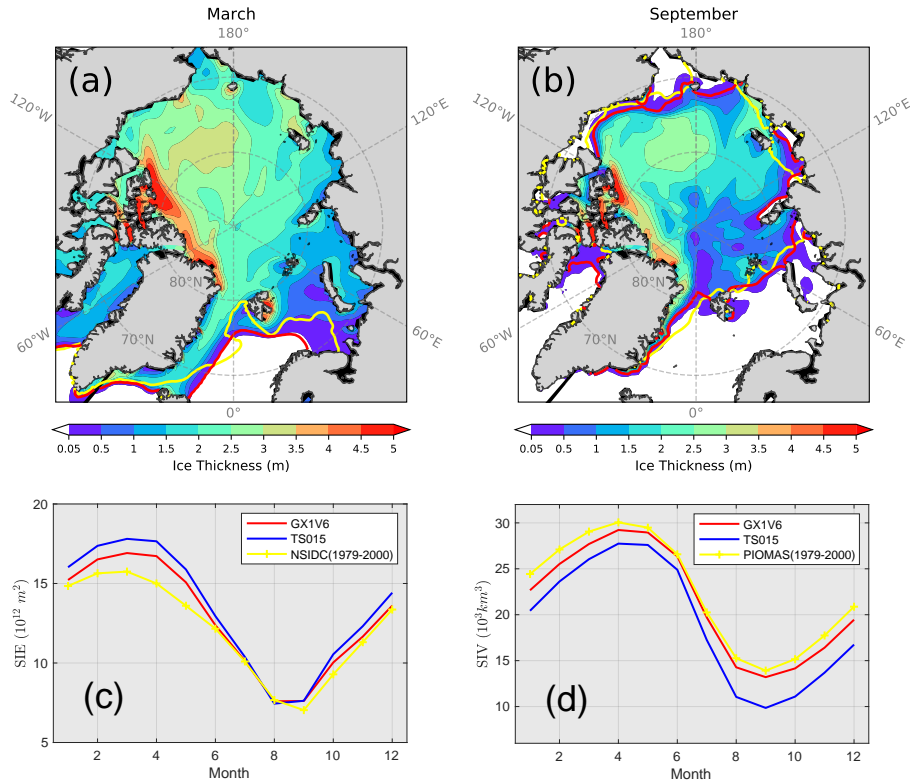 March
September
180°
180°
(a)
(b)
120°W
120°E
120°W
120°E
80°N
80°N
70°N
70°N
60°W
60°E
60°W
60°E
0°
0°
0.05 0.5 1 1.5 2 2.5 3 3.5 4 4.5 5
0.05 0.5 1 1.5 2 2.5 3 3.5 4 4.5 5
Ice Thickness (m)
Ice Thickness (m)
20
15
10
5
SIE (10¹² m²)
GX1V6
TS015
NSIDC(1979-2000)
(c)
2 4 6 8 10 12
Month
30
25
20
15
10
SIV (10³km³)
GX1V6
TS015
PIOMAS(1979-2000)
(d)
2 4 6 8 10 12
Month